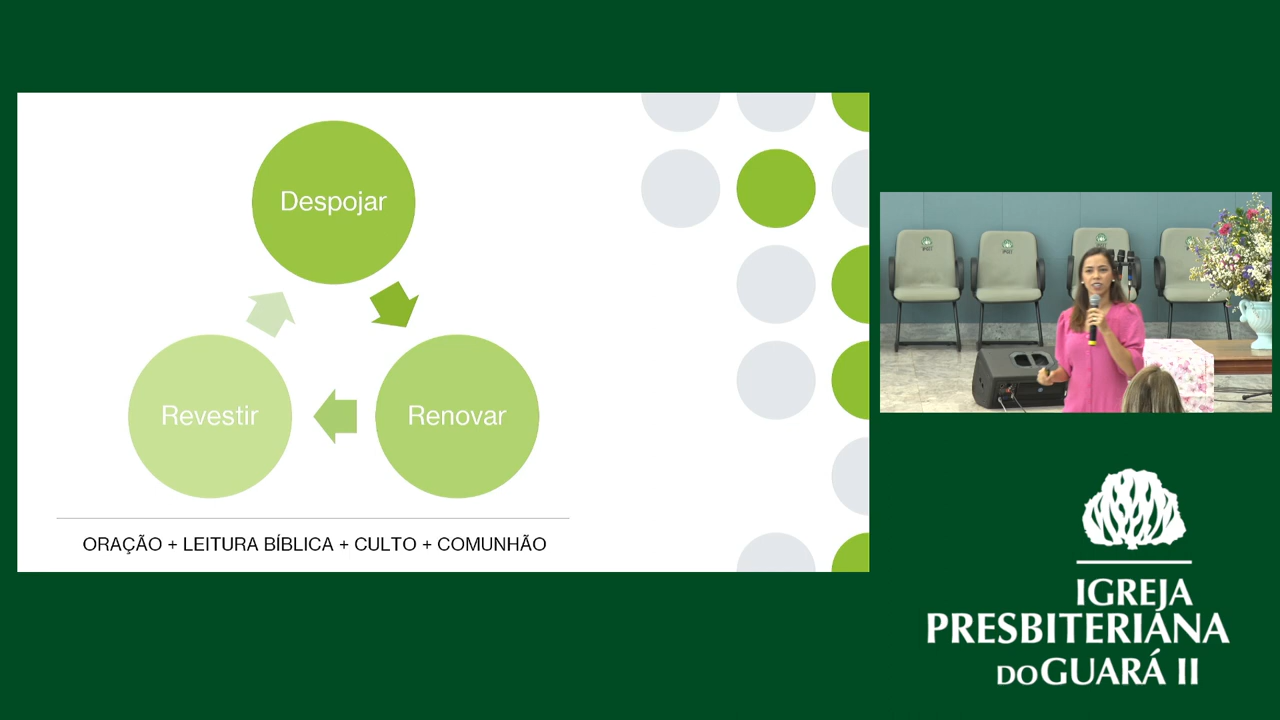 Despojar
Revestir
Renovar
ORAÇÃO + LEITURA BÍBLICA + CULTO + COMUNHÃO
IGREJA
PRESBITERIANA
DO GUARÁ II